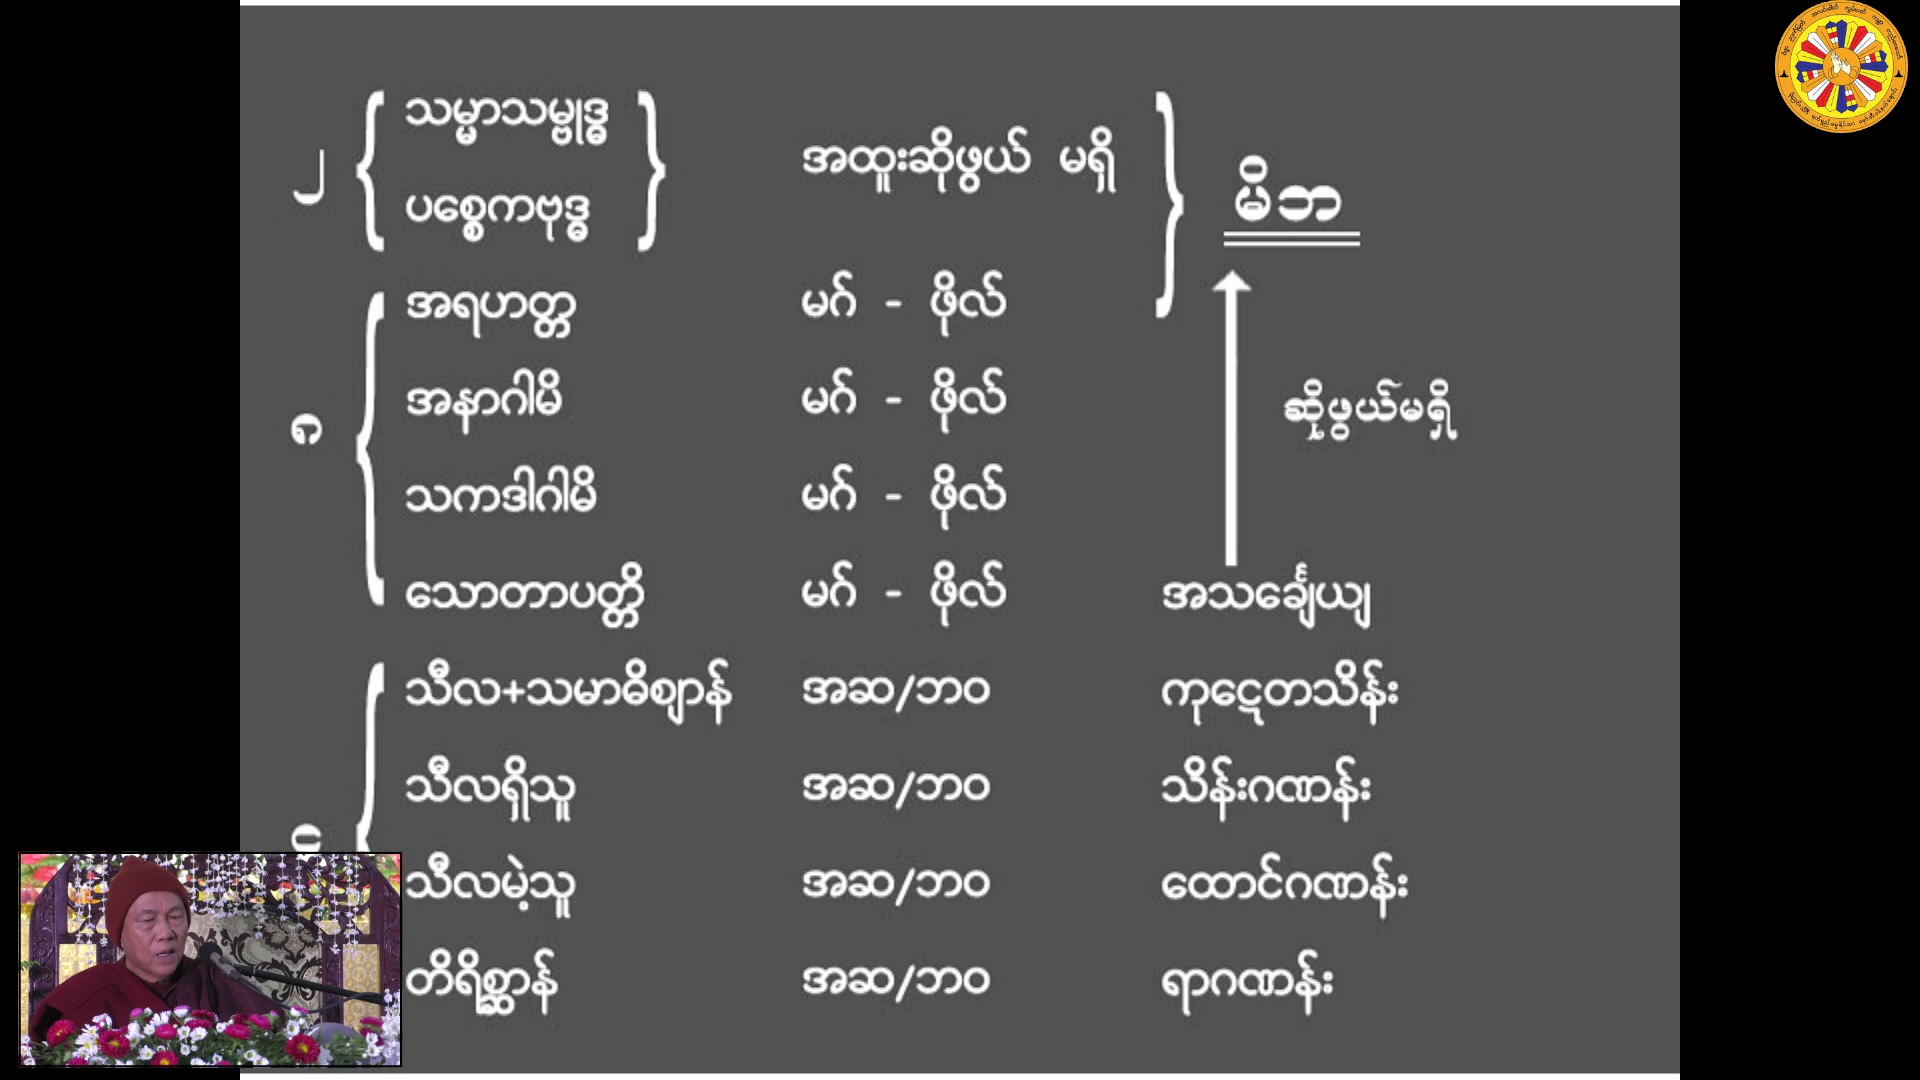 သမ္မာသမ္ဗုဒ္ဓ
၂
အထူးဆိုဖွယ် မရှိ
မိဘ
ပစ္စေကဗုဒ္ဓ
အရဟတ္တ မဂ် - ဖိုလ်
အနာဂါမိ မဂ် - ဖိုလ်
၈
ဆိုဖွယ်မရှိ
သကဒါဂါမိ မဂ် - ဖိုလ်
သောတာပတ္တိ မဂ် - ဖိုလ် အသင်္ချေယျ
သီလ+သမာဓိဈာန် အဆ/ဘဝ ကုဋေတသိန်း
သီလရှိသူ အဆ/ဘဝ သိန်းဂဏန်း
သီလမဲ့သူ အဆ/ဘဝ ထောင်ဂဏန်း
တိရိစ္ဆာန် အဆ/ဘဝ ရာဂဏန်း